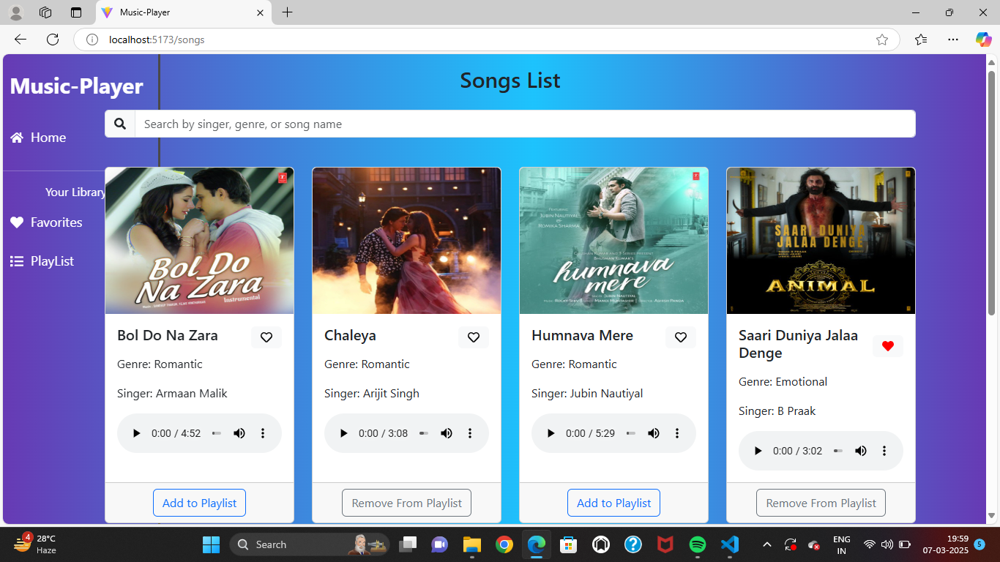 Music-Player
localhost:5173/songs
Music-Player
Songs List
Search by singer, genre, or song name
Home
Your Library
Favorites
PlayList
BOL DO
NA ZARA
Instrumental
FEATURING
JUBIN NAUTIYAL
&
ROMIKA SHARMA
humnava
mere
SAARI DUNIYA
JALAA DENGE
ANIMAL
Bol Do Na Zara
Genre: Romantic
Singer: Armaan Malik
0:00 / 4:52
Add to Playlist
Chaleya
Genre: Romantic
Singer: Arijit Singh
0:00 / 3:08
Remove From Playlist
Humnava Mere
Genre: Romantic
Singer: Jubin Nautiyal
0:00 / 5:29
Add to Playlist
Saari Duniya Jalaa
Denge
Genre: Emotional
Singer: B Praak
0:00 / 3:02
Remove From Playlist
4
28°C
Haze
Search
ENG
IN
19:59
07-03-2025
5